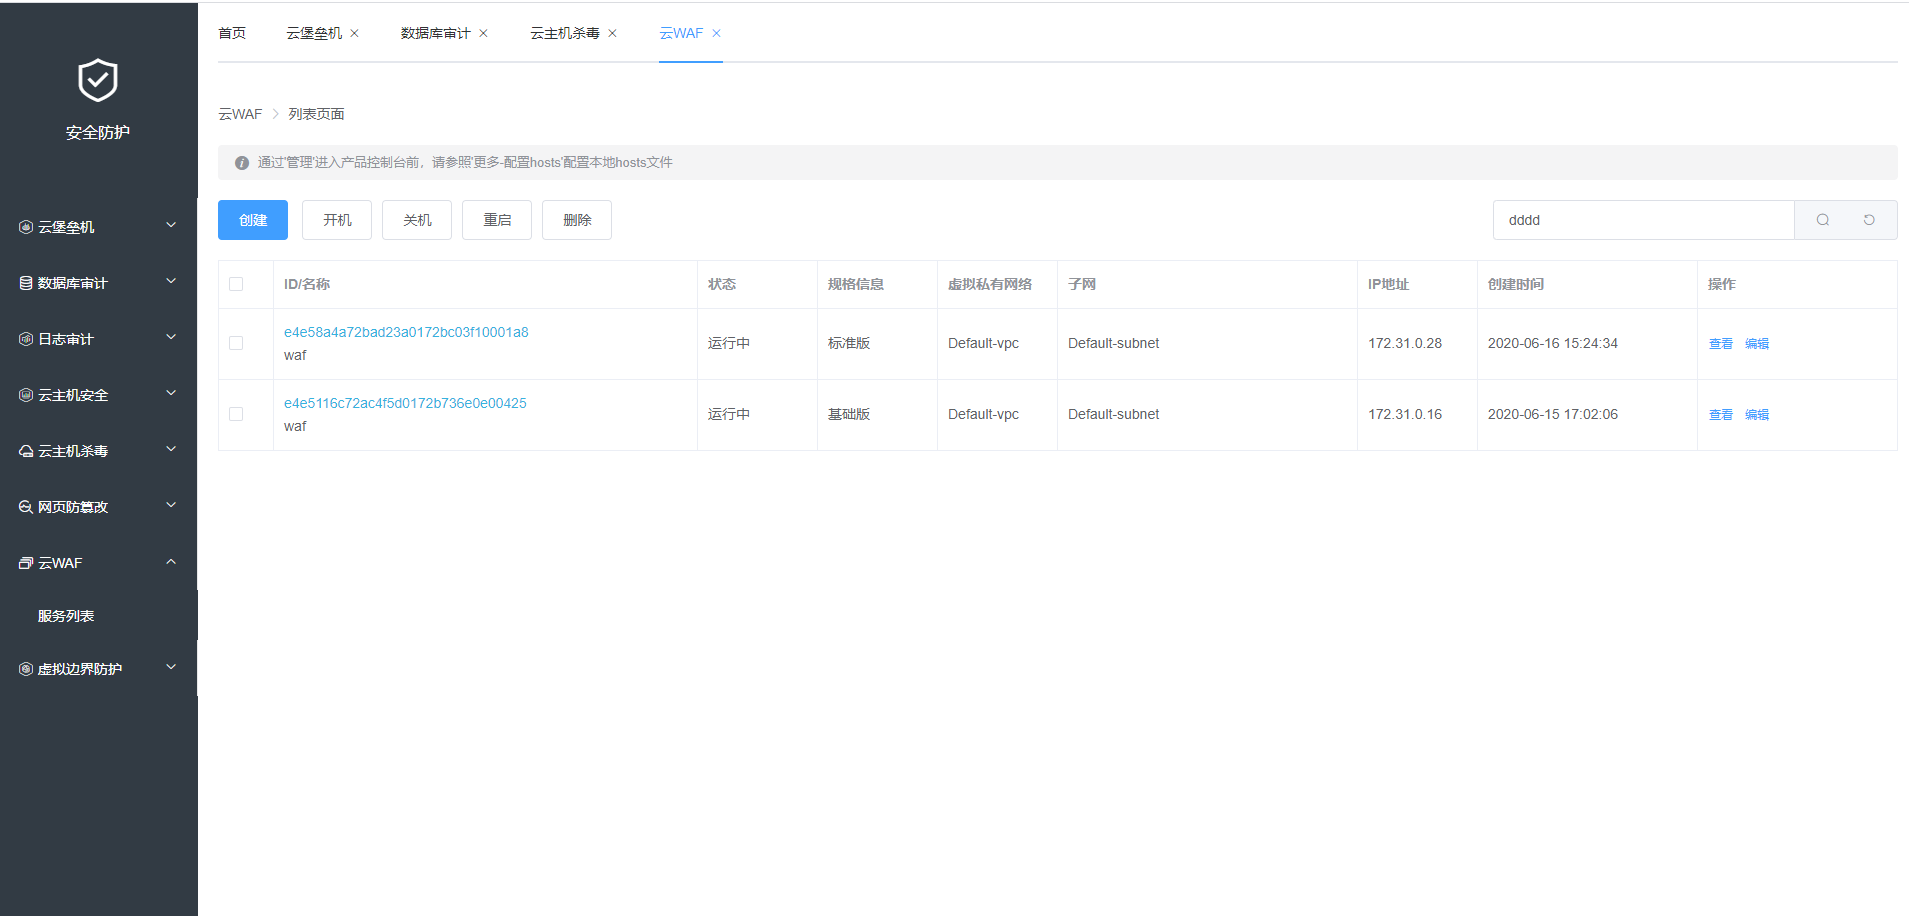 安全防护
云堡垒机
数据库审计
日志审计
云主机安全
云主机杀毒
网页防篡改
云WAF
服务列表
虚拟边界防护
首页 云堡垒机 数据库审计 云主机杀毒 云WAF
云WAF 列表页面
通过'管理'进入产品控制台前，请参照'更多-配置hosts'配置本地hosts文件
创建 开机 关机 重启 删除 dddd
ID/名称 状态 规格信息 虚拟私有网络 子网 IP地址 创建时间 操作
e4e58a4a72bad23a0172bc03f10001a8
waf 运行中 标准版 Default-vpc Default-subnet 172.31.0.28 2020-06-16 15:24:34 查看 编辑
e4e5116c72ac4f5d0172b736e0e00425
waf 运行中 基础版 Default-vpc Default-subnet 172.31.0.16 2020-06-15 17:02:06 查看 编辑